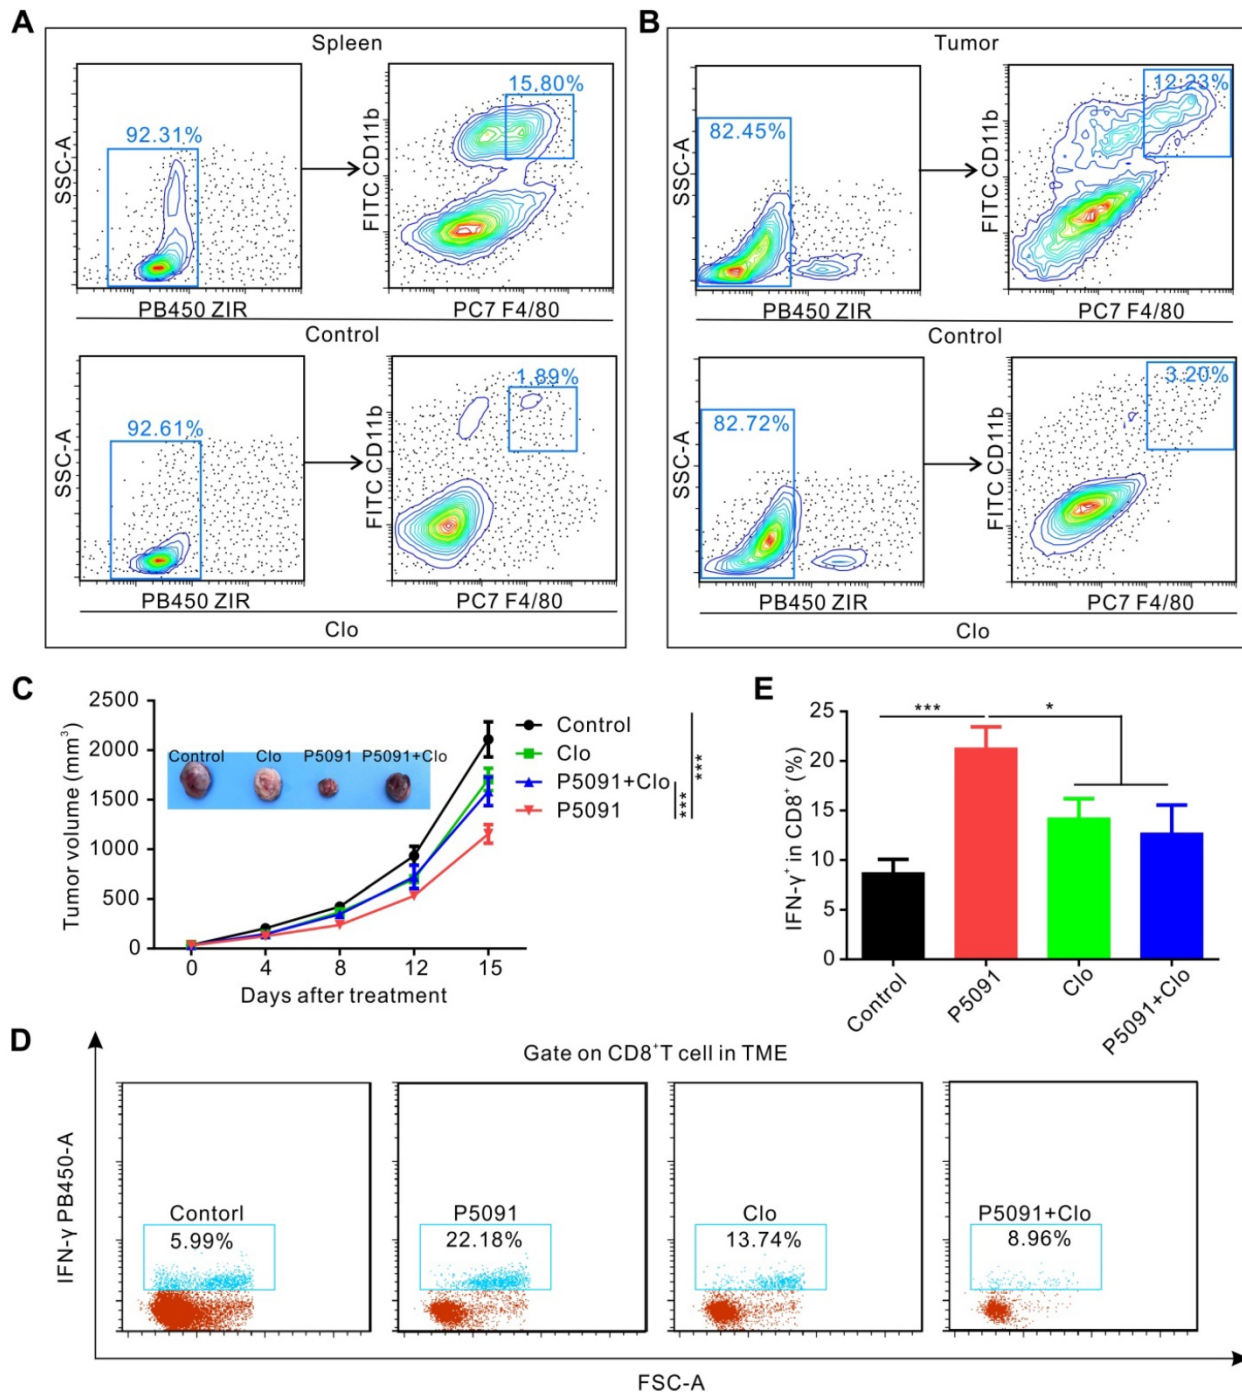 A
Spleen
SSC-A
92.31%
PB450 ZIR
FITC CD11b
15.80%
PC7 F4/80
Control
SSC-A
92.61%
PB450 ZIR
FITC CD11b
1.89%
PC7 F4/80
Clo
B
Tumor
SSC-A
82.45%
PB450 ZIR
FITC CD11b
12.23%
PC7 F4/80
Control
SSC-A
82.72%
PB450 ZIR
FITC CD11b
3.20%
PC7 F4/80
Clo
C
Tumor volume (mm³)
2500
2000
1500
1000
500
0
0 4 8 12 15
Days after treatment
Control Clo P5091 P5091+Clo
Control
Clo
P5091+Clo
P5091
***
***
E
IFN-γ⁺ in CD8⁺ (%)
25
20
15
10
5
0
*** *
Control P5091 Clo P5091+Clo
D
Gate on CD8⁺T cell in TME
IFN-γ PB450-A
Contorl
5.99%
P5091
22.18%
Clo
13.74%
P5091+Clo
8.96%
FSC-A